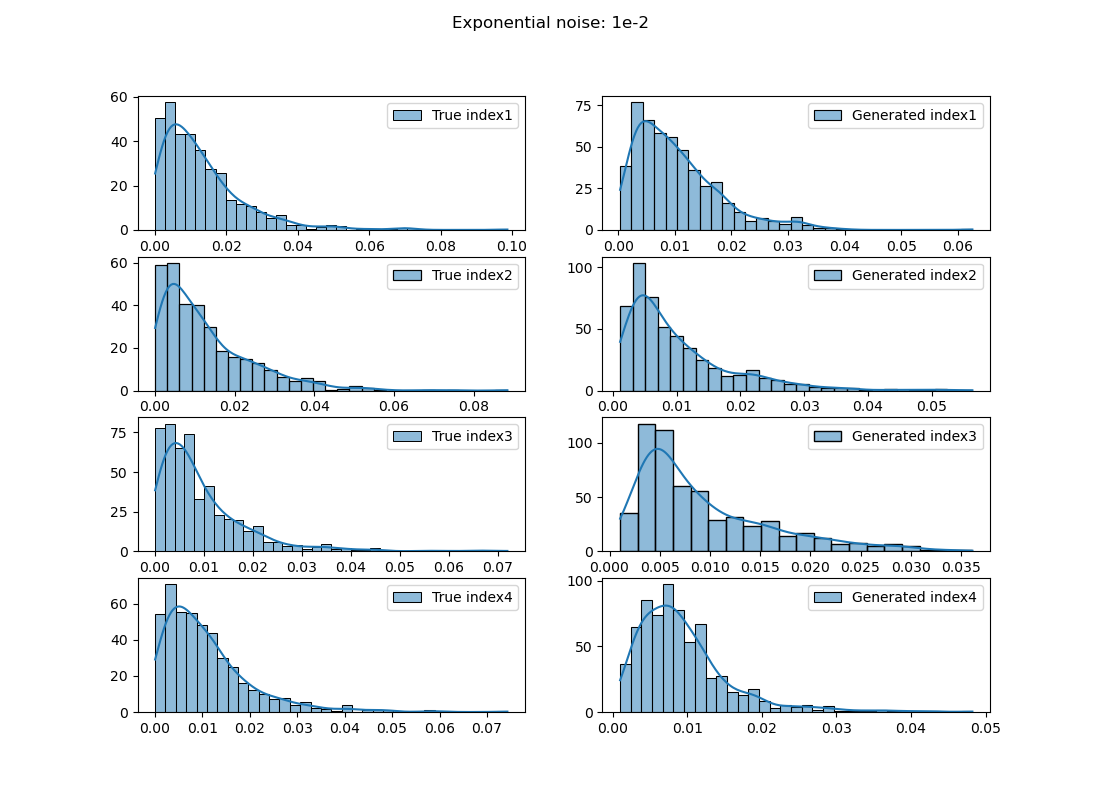 Exponential noise: 1e-2
True index1
60
40
20
0
0.00 0.02 0.04 0.06 0.08 0.10
Generated index1
75
50
25
0
0.00 0.01 0.02 0.03 0.04 0.05 0.06
True index2
60
40
20
0
0.00 0.02 0.04 0.06 0.08
Generated index2
100
50
0
0.00 0.01 0.02 0.03 0.04 0.05
True index3
75
50
25
0
0.00 0.01 0.02 0.03 0.04 0.05 0.06 0.07
Generated index3
100
50
0
0.000 0.005 0.010 0.015 0.020 0.025 0.030 0.035
True index4
60
40
20
0
0.00 0.01 0.02 0.03 0.04 0.05 0.06 0.07
Generated index4
100
50
0
0.00 0.01 0.02 0.03 0.04 0.05